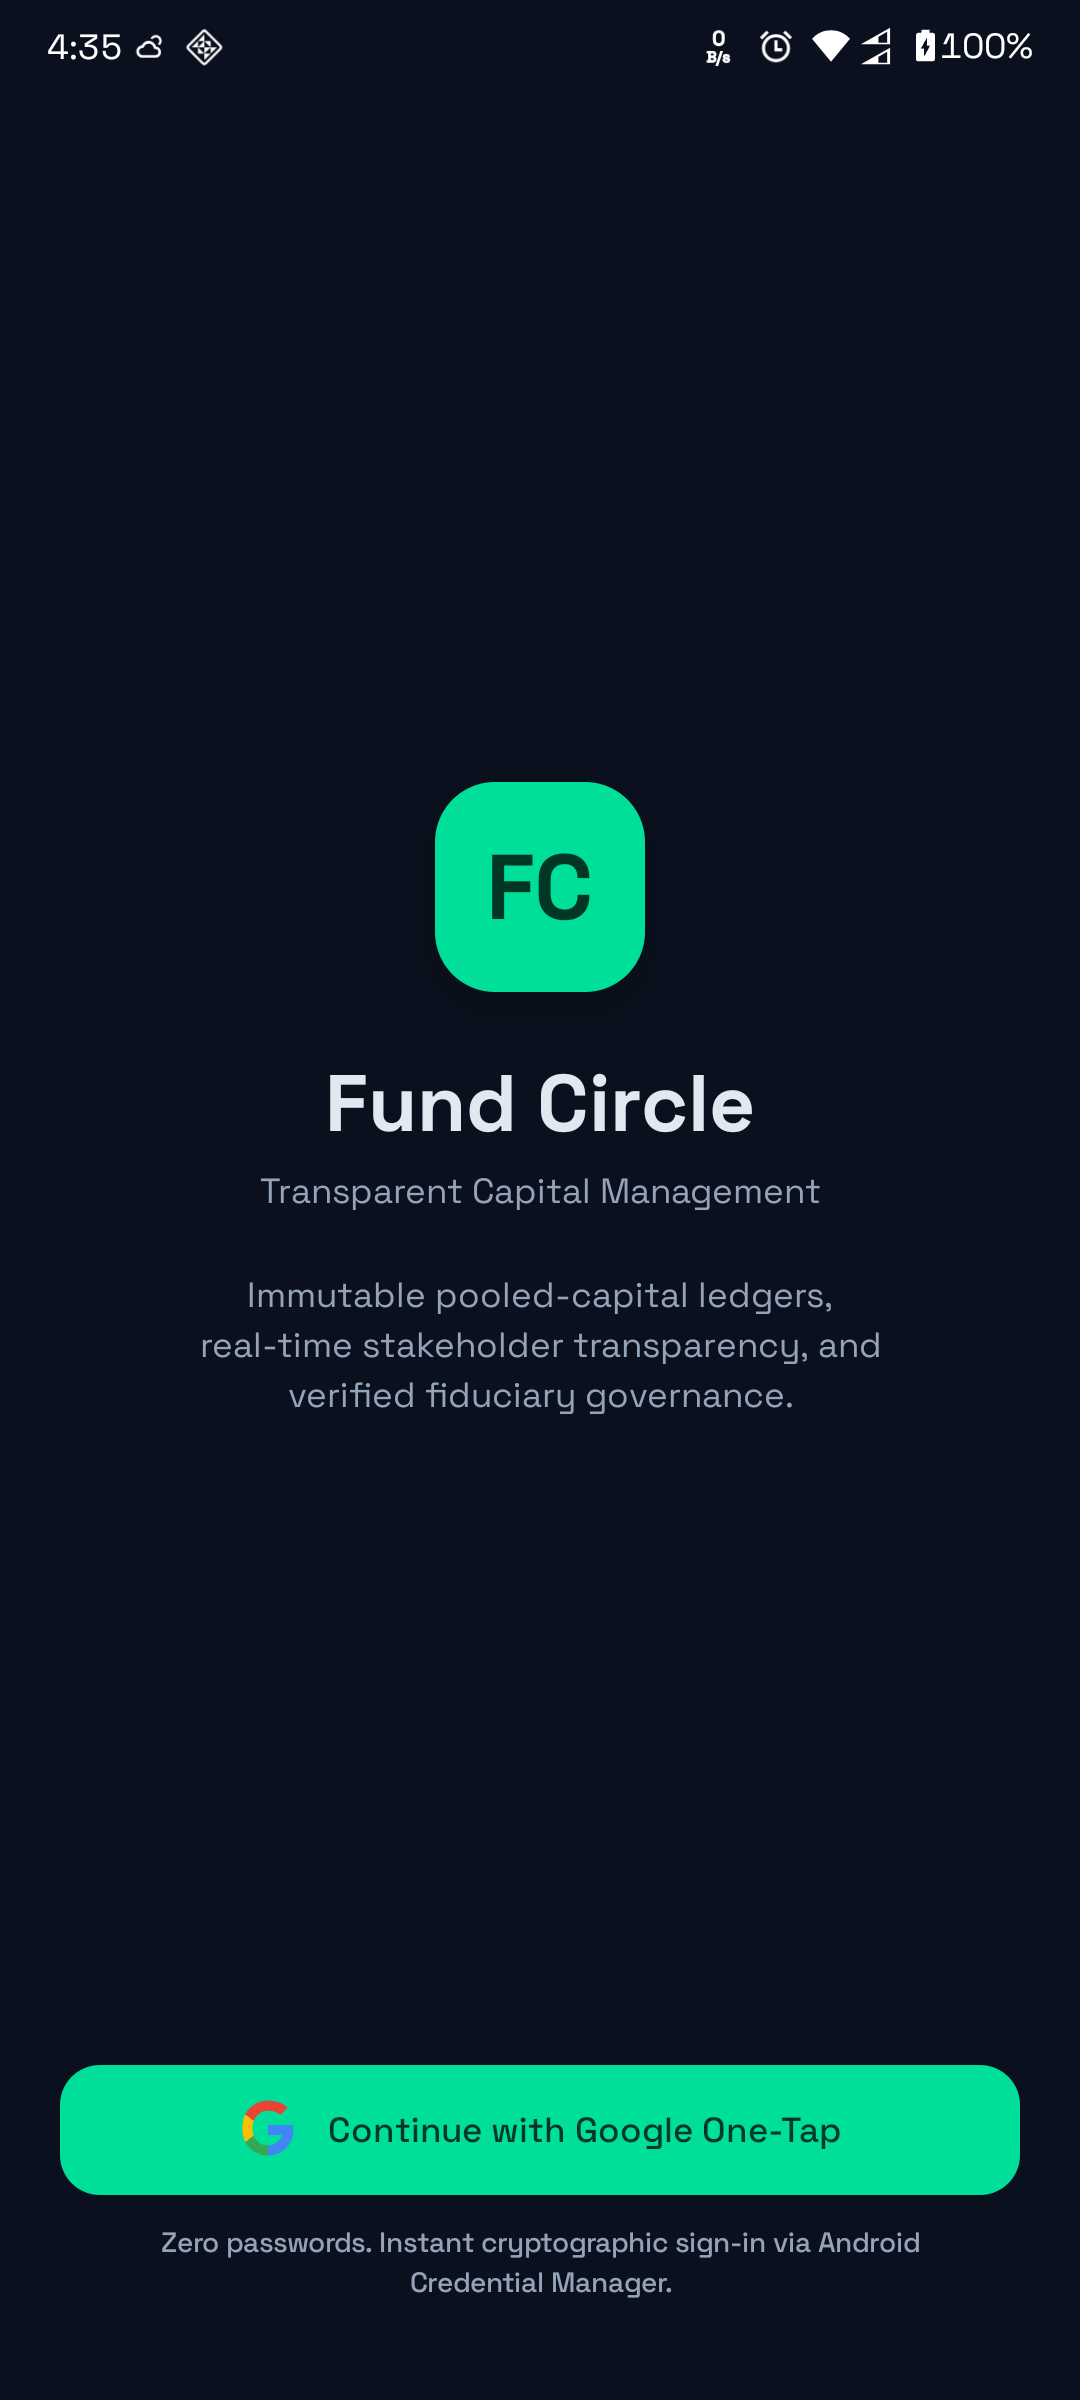 4:35
0
B/s
100%
FC
Fund Circle
Transparent Capital Management
Immutable pooled-capital ledgers,
real-time stakeholder transparency, and
verified fiduciary governance.
Continue with Google One-Tap
Zero passwords. Instant cryptographic sign-in via Android
Credential Manager.